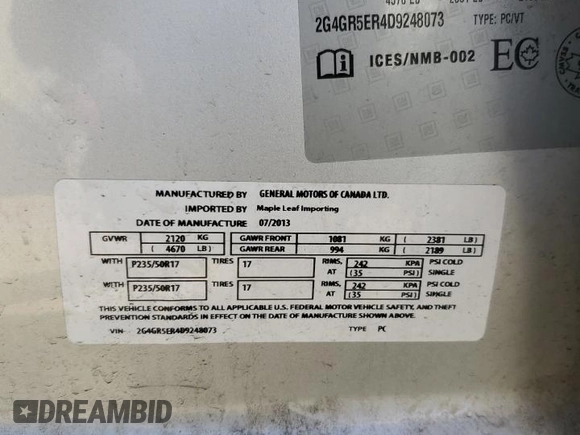 2G4GR5ER4D9248073 TYPE: PC/VT
ICES/NMB-002 EC
MANUFACTURED BY GENERAL MOTORS OF CANADA LTD.
IMPORTED BY Maple Leaf Importing
DATE OF MANUFACTURE 07/2013
GVWR 2120 KG GAWR FRONT 1081 KG ( 2381 LB )
( 4670 LB ) GAWR REAR 994 KG ( 2189 LB )
WITH P235/50R17 TIRES 17 RIMS, AT 242 KPA (35 PSI) PSI COLD SINGLE
WITH P235/50R17 TIRES 17 RIMS, AT 242 KPA (35 PSI) PSI COLD SINGLE
THIS VEHICLE CONFORMS TO ALL APPLICABLE U.S. FEDERAL MOTOR VEHICLE SAFETY, AND THEFT
PREVENTION STANDARDS IN EFFECT ON THE DATE OF MANUFACTURE SHOWN ABOVE.
VIN 2G4GR5ER4D9248073 TYPE PC
DREAMBID